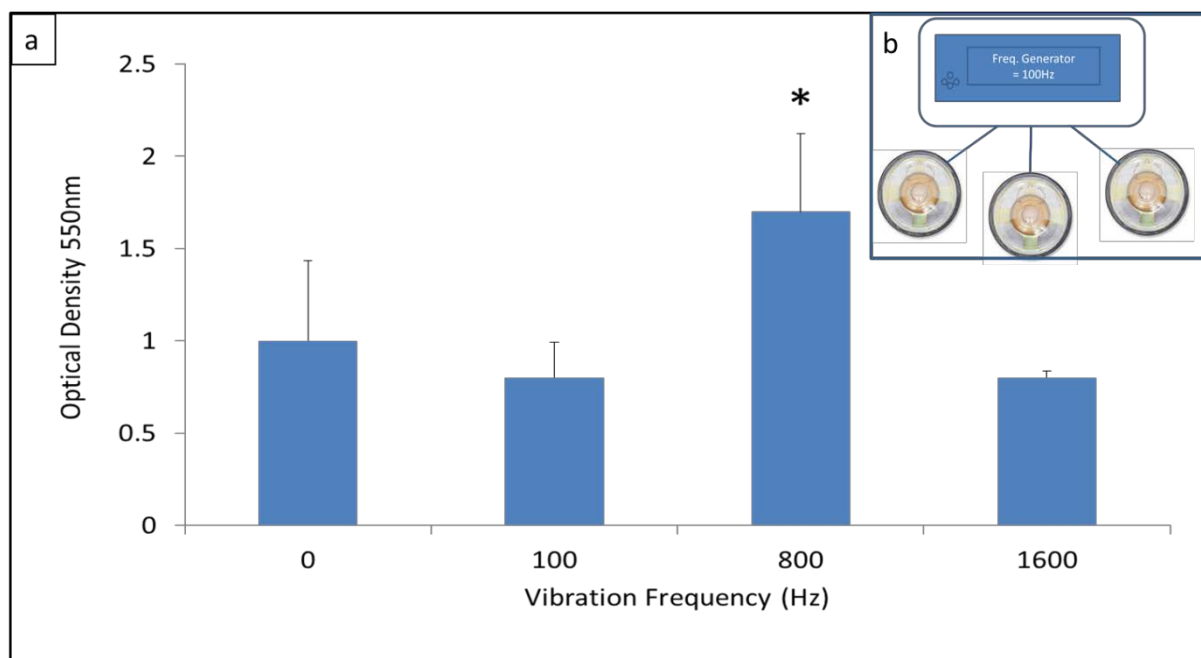 a
2.5
2
1.5
1
0.5
0
Optical Density 550nm
*
0
100
800
1600
Vibration Frequency (Hz)
b
Freq. Generator
= 100Hz